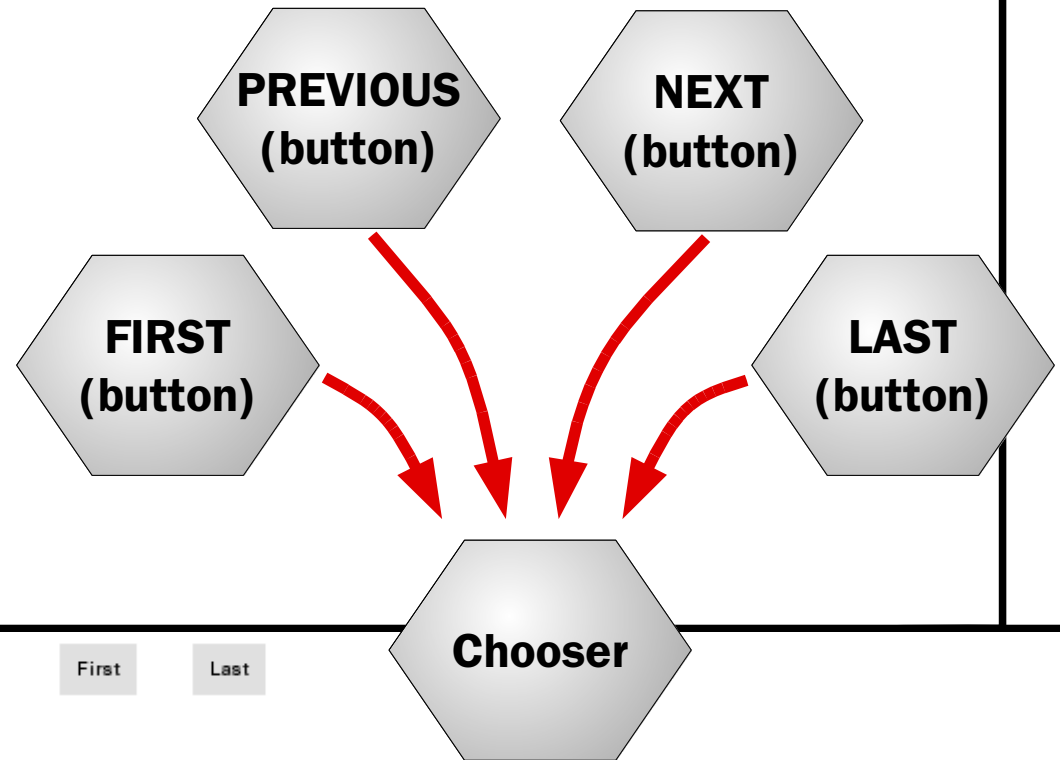 PREVIOUS
(button)
NEXT
(button)
FIRST
(button)
LAST
(button)
Chooser
First
Last